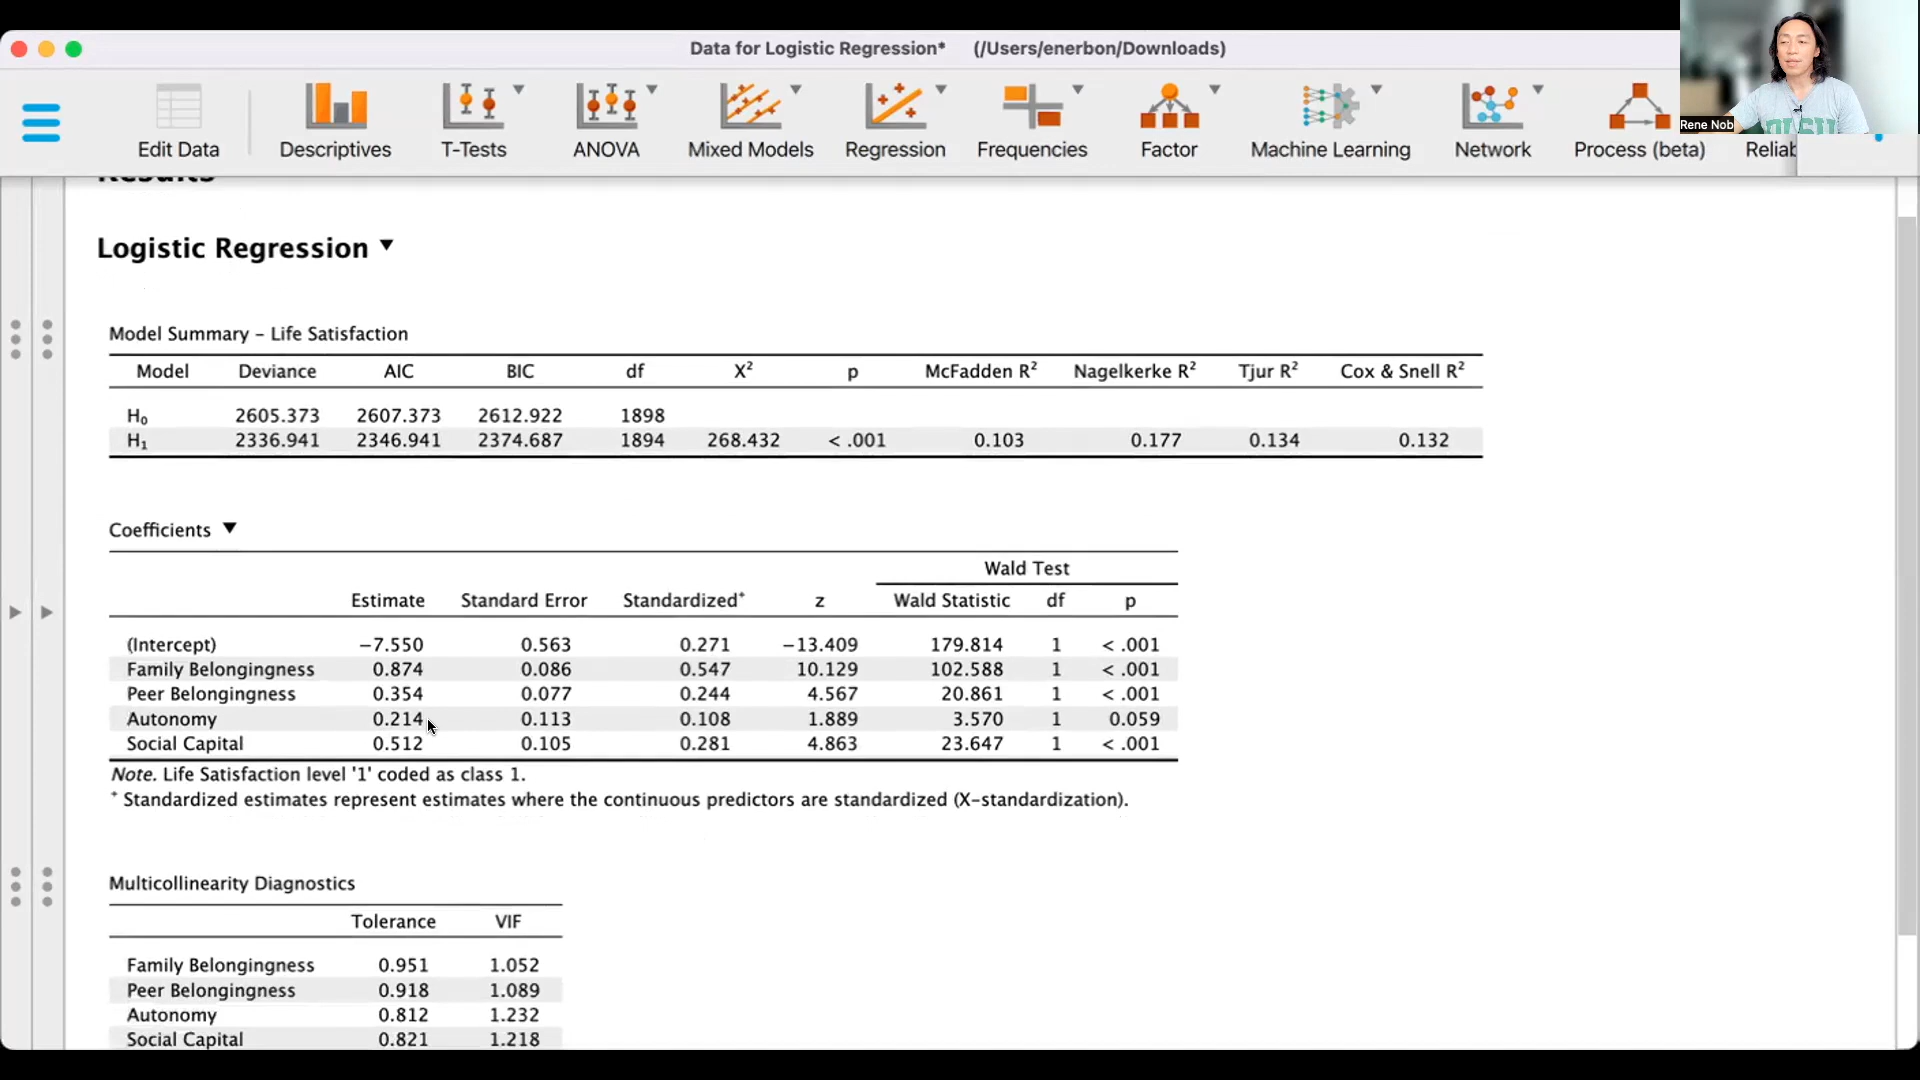 Data for Logistic Regression* (/Users/enerbon/Downloads)
Edit Data Descriptives T-Tests ANOVA Mixed Models Regression Frequencies Factor Machine Learning Network Process (beta) Reliab
Rene Nob
Results
Logistic Regression ▼
Model Summary – Life Satisfaction
Model Deviance AIC BIC df X² p McFadden R² Nagelkerke R² Tjur R² Cox & Snell R²
H₀ 2605.373 2607.373 2612.922 1898
H₁ 2336.941 2346.941 2374.687 1894 268.432 < .001 0.103 0.177 0.134 0.132
Coefficients ▼
Wald Test
Estimate Standard Error Standardized⁺ z Wald Statistic df p
(Intercept) −7.550 0.563 0.271 −13.409 179.814 1 < .001
Family Belongingness 0.874 0.086 0.547 10.129 102.588 1 < .001
Peer Belongingness 0.354 0.077 0.244 4.567 20.861 1 < .001
Autonomy 0.214 0.113 0.108 1.889 3.570 1 0.059
Social Capital 0.512 0.105 0.281 4.863 23.647 1 < .001
Note. Life Satisfaction level '1' coded as class 1.
⁺ Standardized estimates represent estimates where the continuous predictors are standardized (X-standardization).
Multicollinearity Diagnostics
Tolerance VIF
Family Belongingness 0.951 1.052
Peer Belongingness 0.918 1.089
Autonomy 0.812 1.232
Social Capital 0.821 1.218